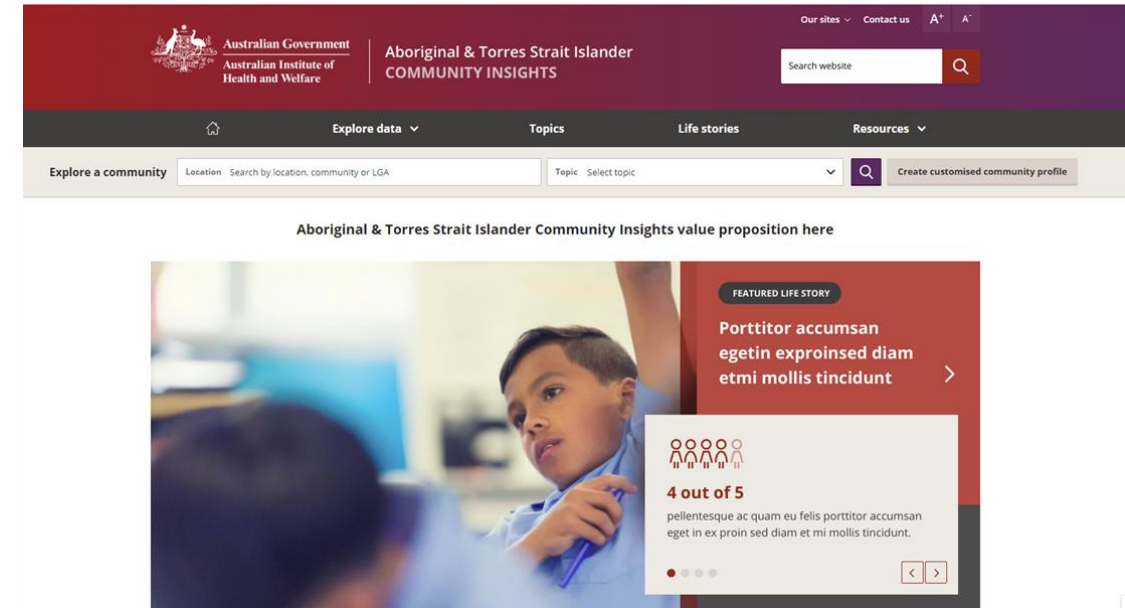 Our sites
Contact us
A+
A-
Australian Government
Australian Institute of
Health and Welfare
Aboriginal & Torres Strait Islander
COMMUNITY INSIGHTS
Search website
Explore data
Topics
Life stories
Resources
Explore a community
Location Search by location, community or LGA
Topic Select topic
Create customised community profile
Aboriginal & Torres Strait Islander Community Insights value proposition here
FEATURED LIFE STORY
Porttitor accumsan
egetin exproinsed diam
etmi mollis tincidunt
4 out of 5
pellentesque ac quam eu felis porttitor accumsan
eget in ex proin sed diam et mi mollis tincidunt.